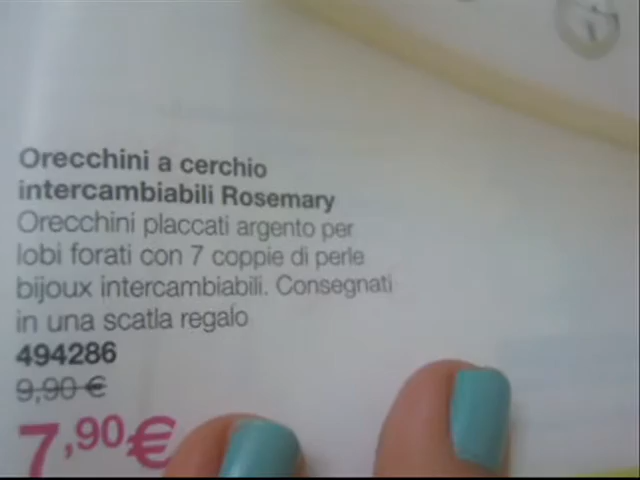 Orecchini a cerchio
intercambiabili Rosemary
Orecchini placcati argento per
lobi forati con 7 coppie di perle
bijoux intercambiabili. Consegnati
in una scatla regalo
494286
9,90 €
7,90€